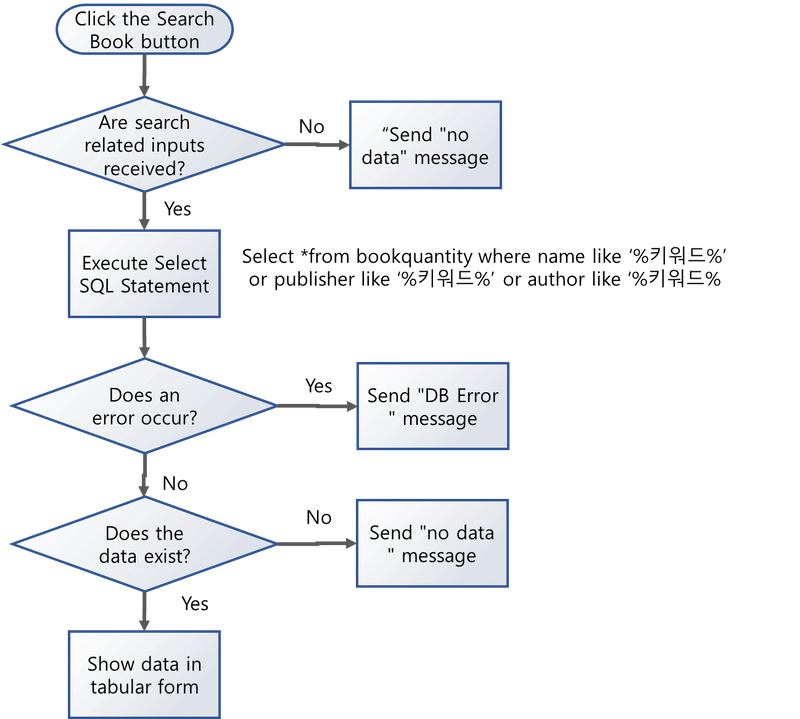 Click the Search
Book button
Are search
related inputs
received?
No
“Send "no
data" message
Yes
Execute Select
SQL Statement
Select *from bookquantity where name like ‘%키워드%’
or publisher like ‘%키워드%’ or author like ‘%키워드%
Does an
error occur?
Yes
Send "DB Error
" message
No
Does the
data exist?
No
Send "no data
" message
Yes
Show data in
tabular form